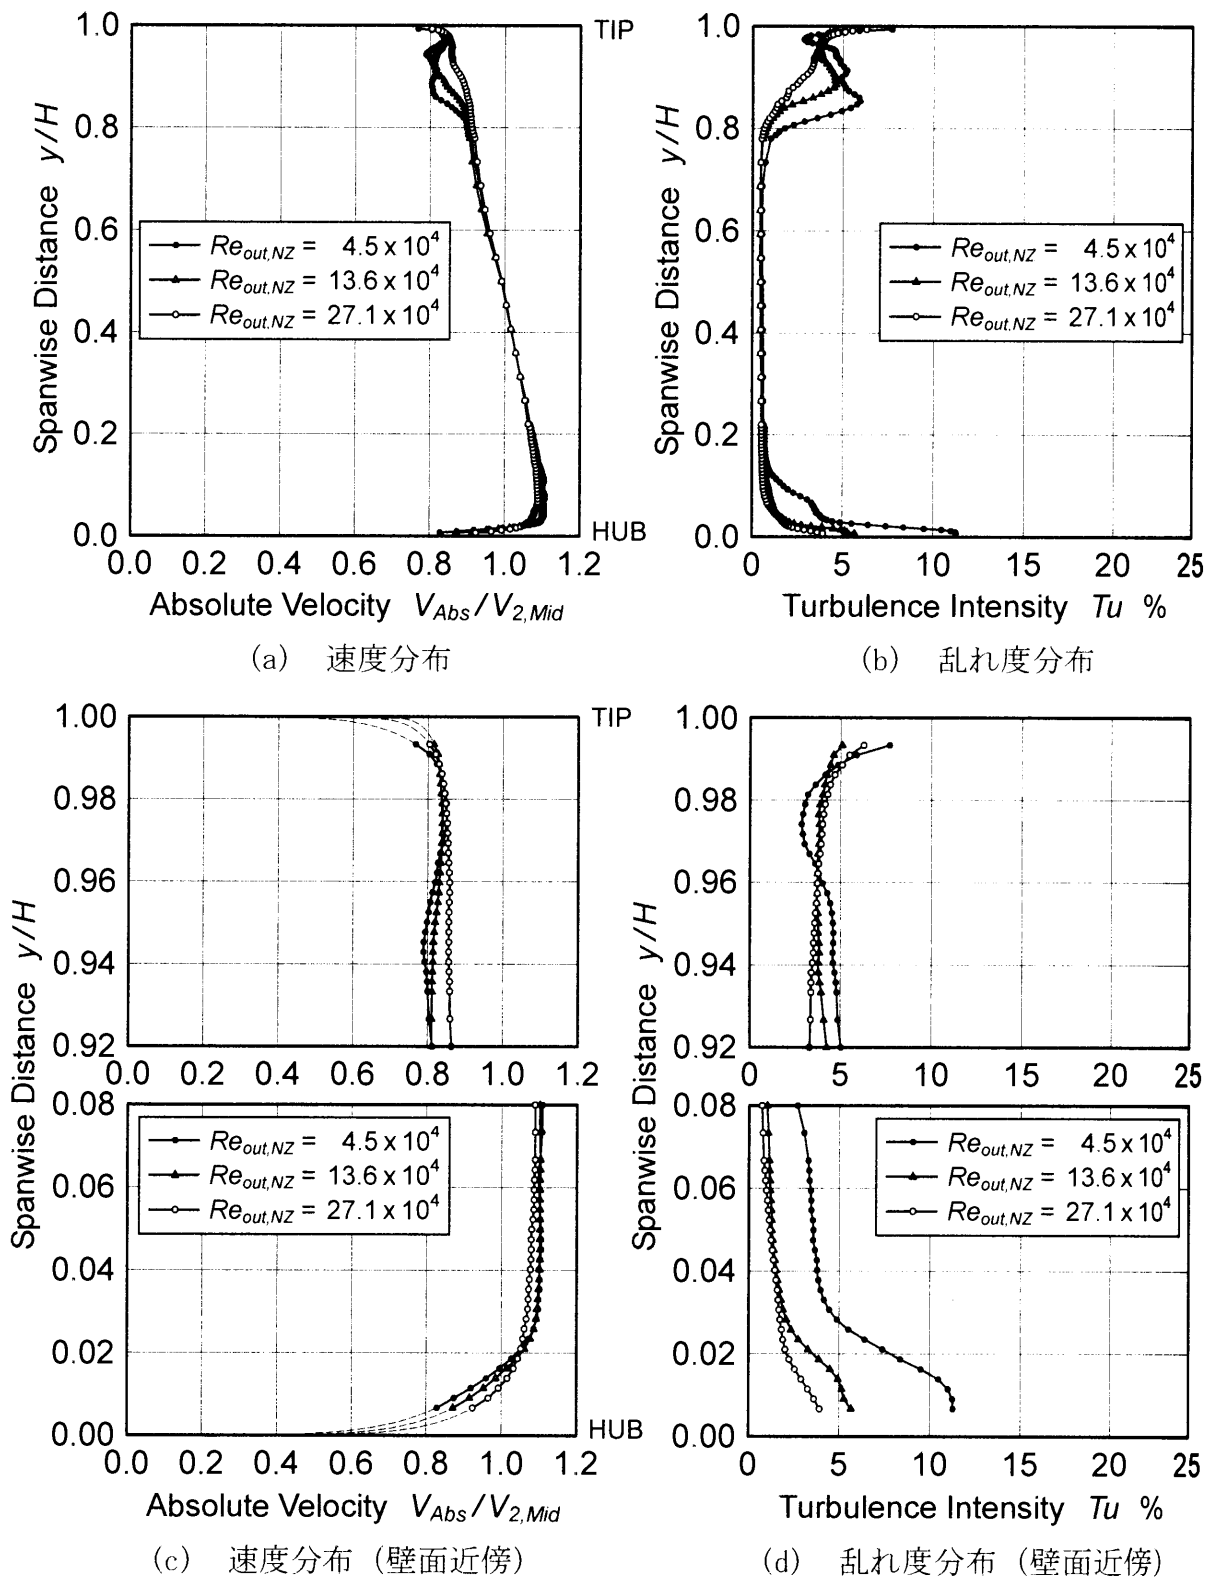 1.0
0.8
0.6
0.4
0.2
0.0
Spanwise Distance y/H
TIP
HUB
Re_out,NZ = 4.5 x 10^4
Re_out,NZ = 13.6 x 10^4
Re_out,NZ = 27.1 x 10^4
0.0 0.2 0.4 0.6 0.8 1.0 1.2
Absolute Velocity V_Abs / V_2,Mid
(a) 速度分布
1.0
0.8
0.6
0.4
0.2
0.0
Spanwise Distance y/H
Re_out,NZ = 4.5 x 10^4
Re_out,NZ = 13.6 x 10^4
Re_out,NZ = 27.1 x 10^4
0 5 10 15 20 25
Turbulence Intensity Tu %
(b) 乱れ度分布
1.00
0.98
0.96
0.94
0.92
TIP
0.0 0.2 0.4 0.6 0.8 1.0 1.2
Spanwise Distance y/H
0.08
0.06
0.04
0.02
0.00
Re_out,NZ = 4.5 x 10^4
Re_out,NZ = 13.6 x 10^4
Re_out,NZ = 27.1 x 10^4
HUB
0.0 0.2 0.4 0.6 0.8 1.0 1.2
Absolute Velocity V_Abs / V_2,Mid
(c) 速度分布 (壁面近傍)
1.00
0.98
0.96
0.94
0.92
0 5 10 15 20 25
Spanwise Distance y/H
0.08
0.06
0.04
0.02
0.00
Re_out,NZ = 4.5 x 10^4
Re_out,NZ = 13.6 x 10^4
Re_out,NZ = 27.1 x 10^4
0 5 10 15 20 25
Turbulence Intensity Tu %
(d) 乱れ度分布 (壁面近傍)